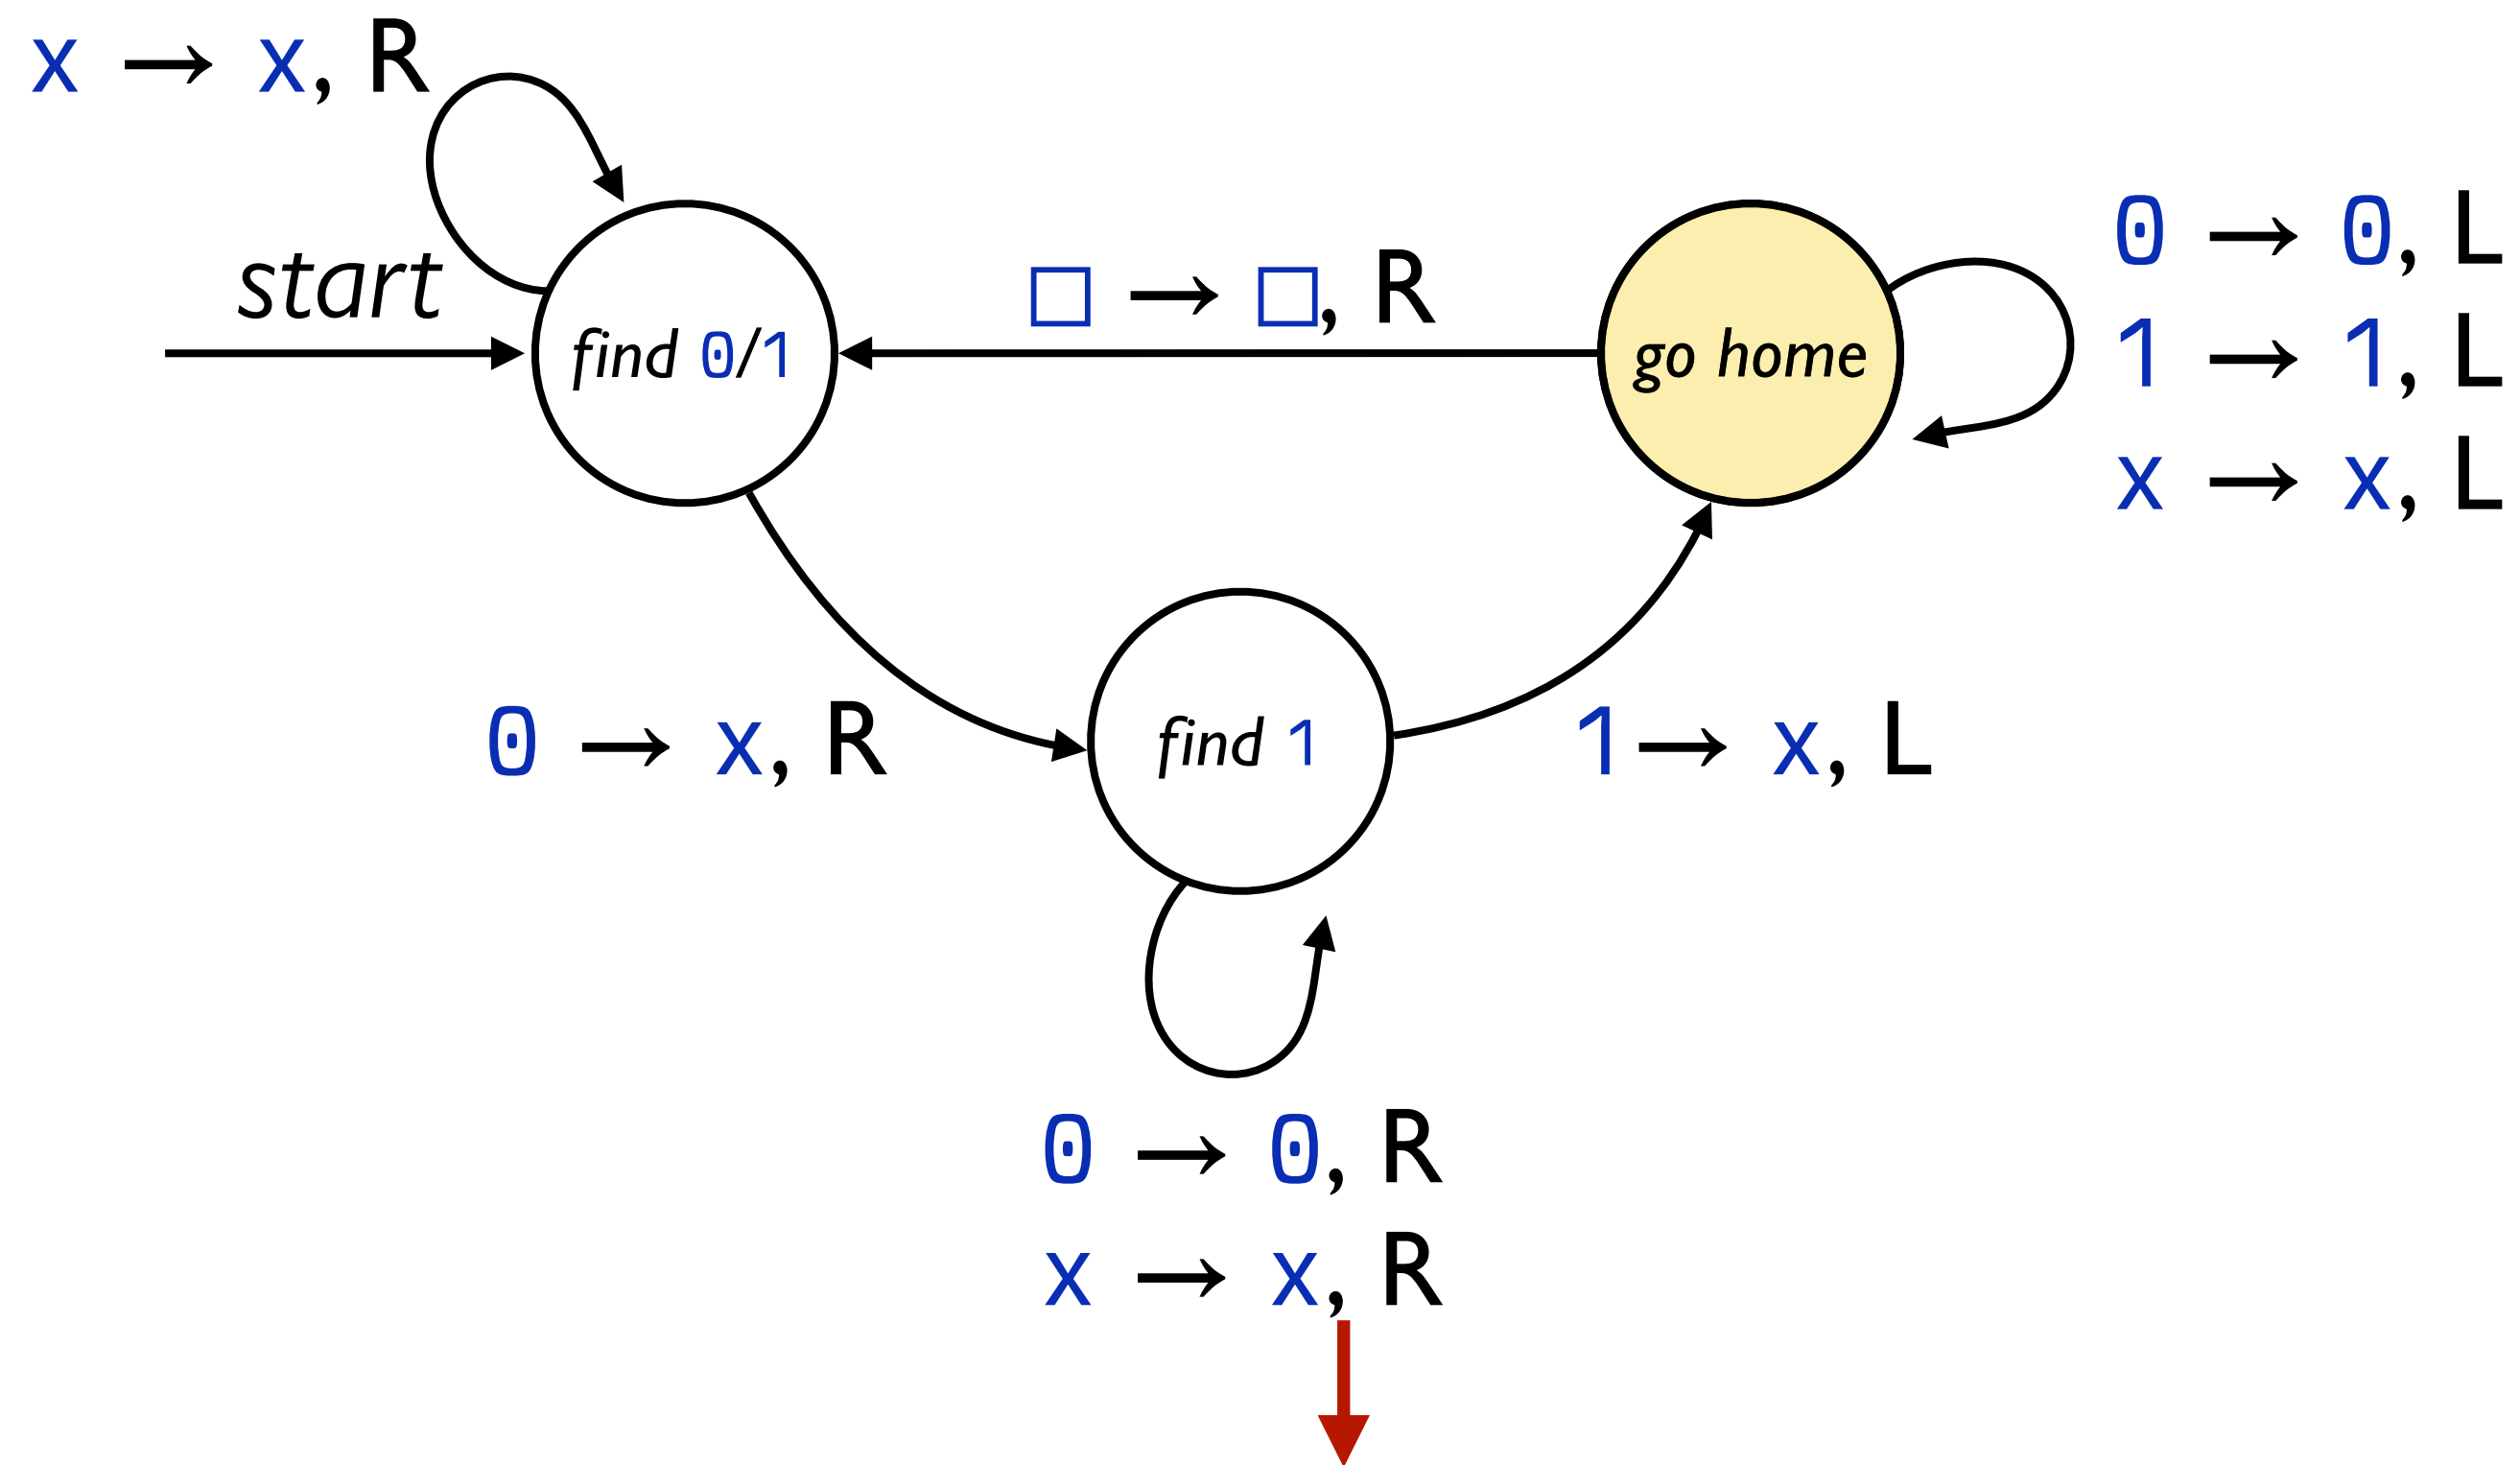 x → x, R
start
find 0/1
□ → □, R
go home
0 → 0, L
1 → 1, L
x → x, L
0 → x, R
find 1
1 → x, L
0 → 0, R
x → x, R